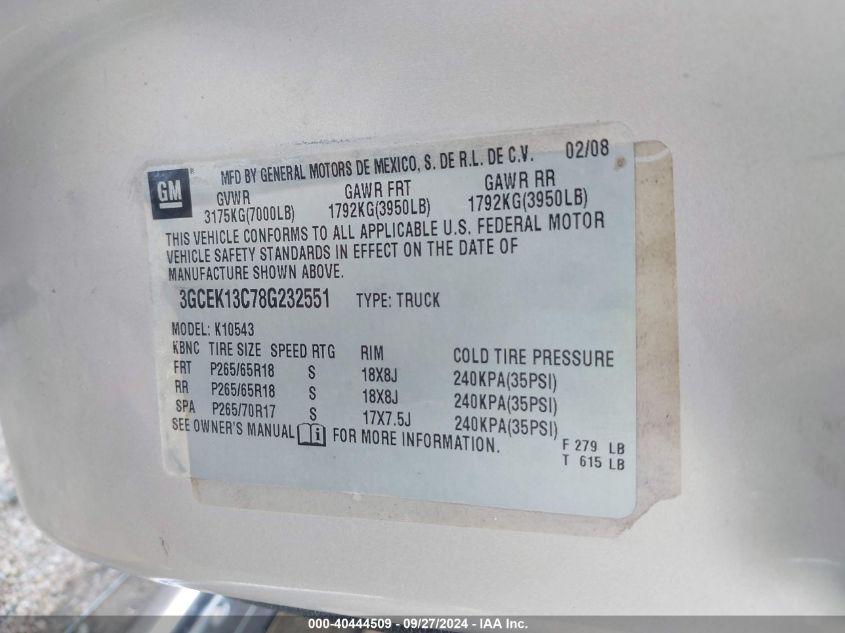 GM
MFD BY GENERAL MOTORS DE MEXICO, S. DE R.L. DE C.V. 02/08
GVWR GAWR FRT GAWR RR
3175KG(7000LB) 1792KG(3950LB) 1792KG(3950LB)
THIS VEHICLE CONFORMS TO ALL APPLICABLE U.S. FEDERAL MOTOR
VEHICLE SAFETY STANDARDS IN EFFECT ON THE DATE OF
MANUFACTURE SHOWN ABOVE.
3GCEK13C78G232551 TYPE: TRUCK
MODEL: K10543
KBNC TIRE SIZE SPEED RTG RIM COLD TIRE PRESSURE
FRT P265/65R18 S 18X8J 240KPA(35PSI)
RR P265/65R18 S 18X8J 240KPA(35PSI)
SPA P265/70R17 S 17X7.5J 240KPA(35PSI)
SEE OWNER'S MANUAL i FOR MORE INFORMATION.
F 279 LB
T 615 LB
000-40444509 - 09/27/2024 - IAA Inc.